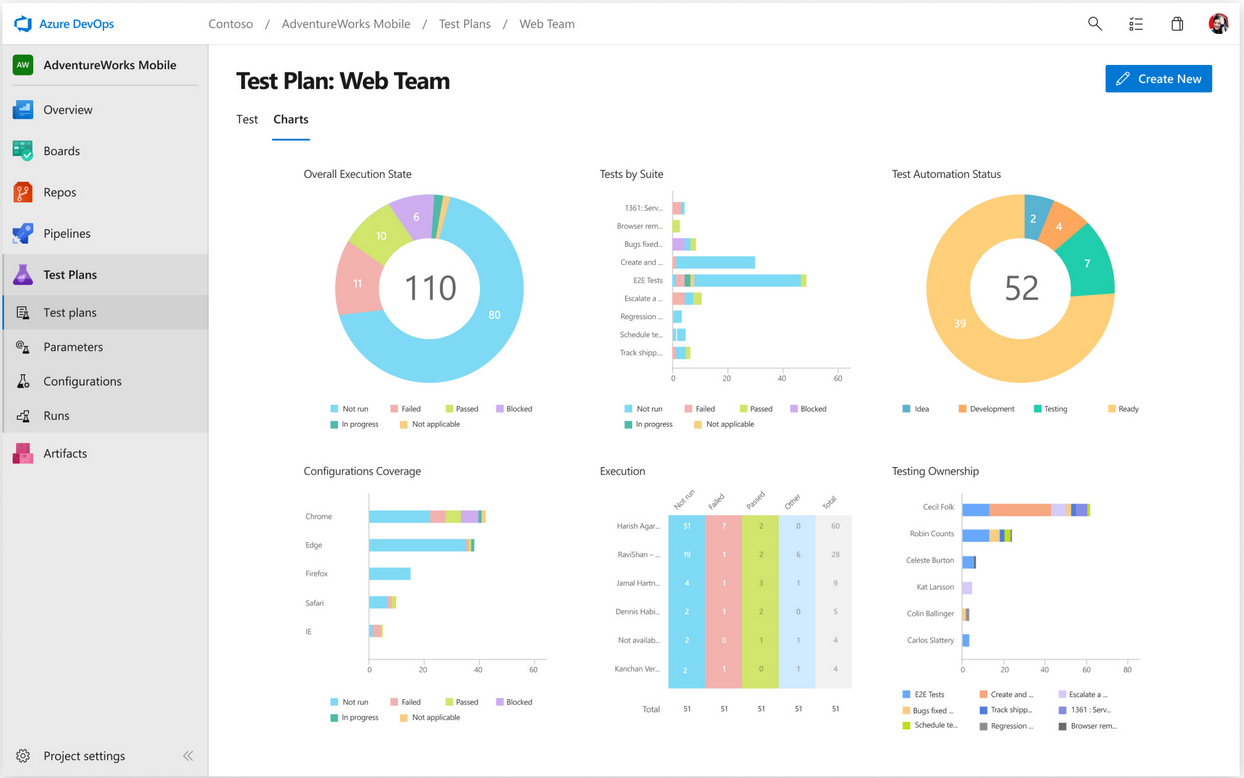 Azure DevOps
Contoso / AdventureWorks Mobile / Test Plans / Web Team
AW AdventureWorks Mobile
Overview
Boards
Repos
Pipelines
Test Plans
Test plans
Parameters
Configurations
Runs
Artifacts
Project settings
Test Plan: Web Team
Create New
Test Charts
Overall Execution State
6
10
11
110
80
Not run Failed Passed Blocked
In progress Not applicable
Tests by Suite
1361: Serv...
Browser rem...
Bugs fixed...
Create and ...
E2E Tests
Escalate a ...
Regression ...
Schedule te...
Track shipp...
0 20 40 60
Not run Failed Passed Blocked
In progress Not applicable
Test Automation Status
2
4
7
52
39
Idea Development Testing Ready
Configurations Coverage
Chrome
Edge
Firefox
Safari
IE
0 20 40 60
Not run Failed Passed Blocked
In progress Not applicable
Execution
Not run Failed Passed Other Total
Harish Agar... 51 7 2 0 60
RaviShan – ... 19 1 2 6 28
Jamal Hartn... 4 1 3 1 9
Dennis Habi... 2 1 2 0 5
Not availab... 2 0 1 1 4
Kanchan Ver... 2 1 0 1 4
Total 51 51 51 51 51
Testing Ownership
Cecil Folk
Robin Counts
Celeste Burton
Kat Larsson
Colin Ballinger
Carlos Slattery
0 20 40 60 80
E2E Tests Create and ... Escalate a ...
Bugs fixed ... Track shipp... 1361 : Serv...
Schedule te... Regression ... Browser rem...